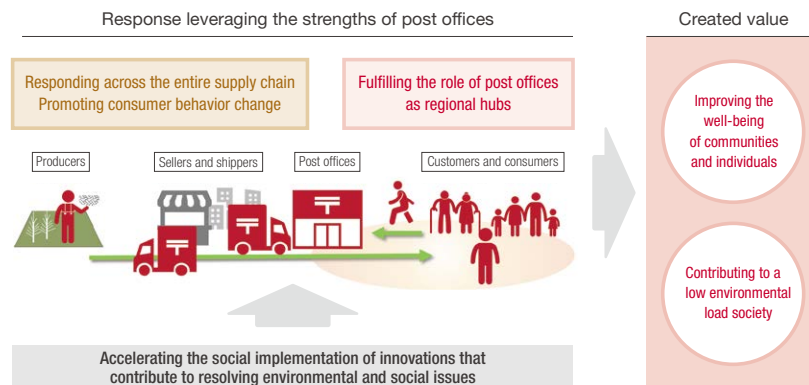 Response leveraging the strengths of post offices
Created value
Responding across the entire supply chain
Promoting consumer behavior change
Fulfilling the role of post offices
as regional hubs
Producers
Sellers and shippers
Post offices
Customers and consumers
Improving the
well-being
of communities
and individuals
Contributing to a
low environmental
load society
Accelerating the social implementation of innovations that
contribute to resolving environmental and social issues